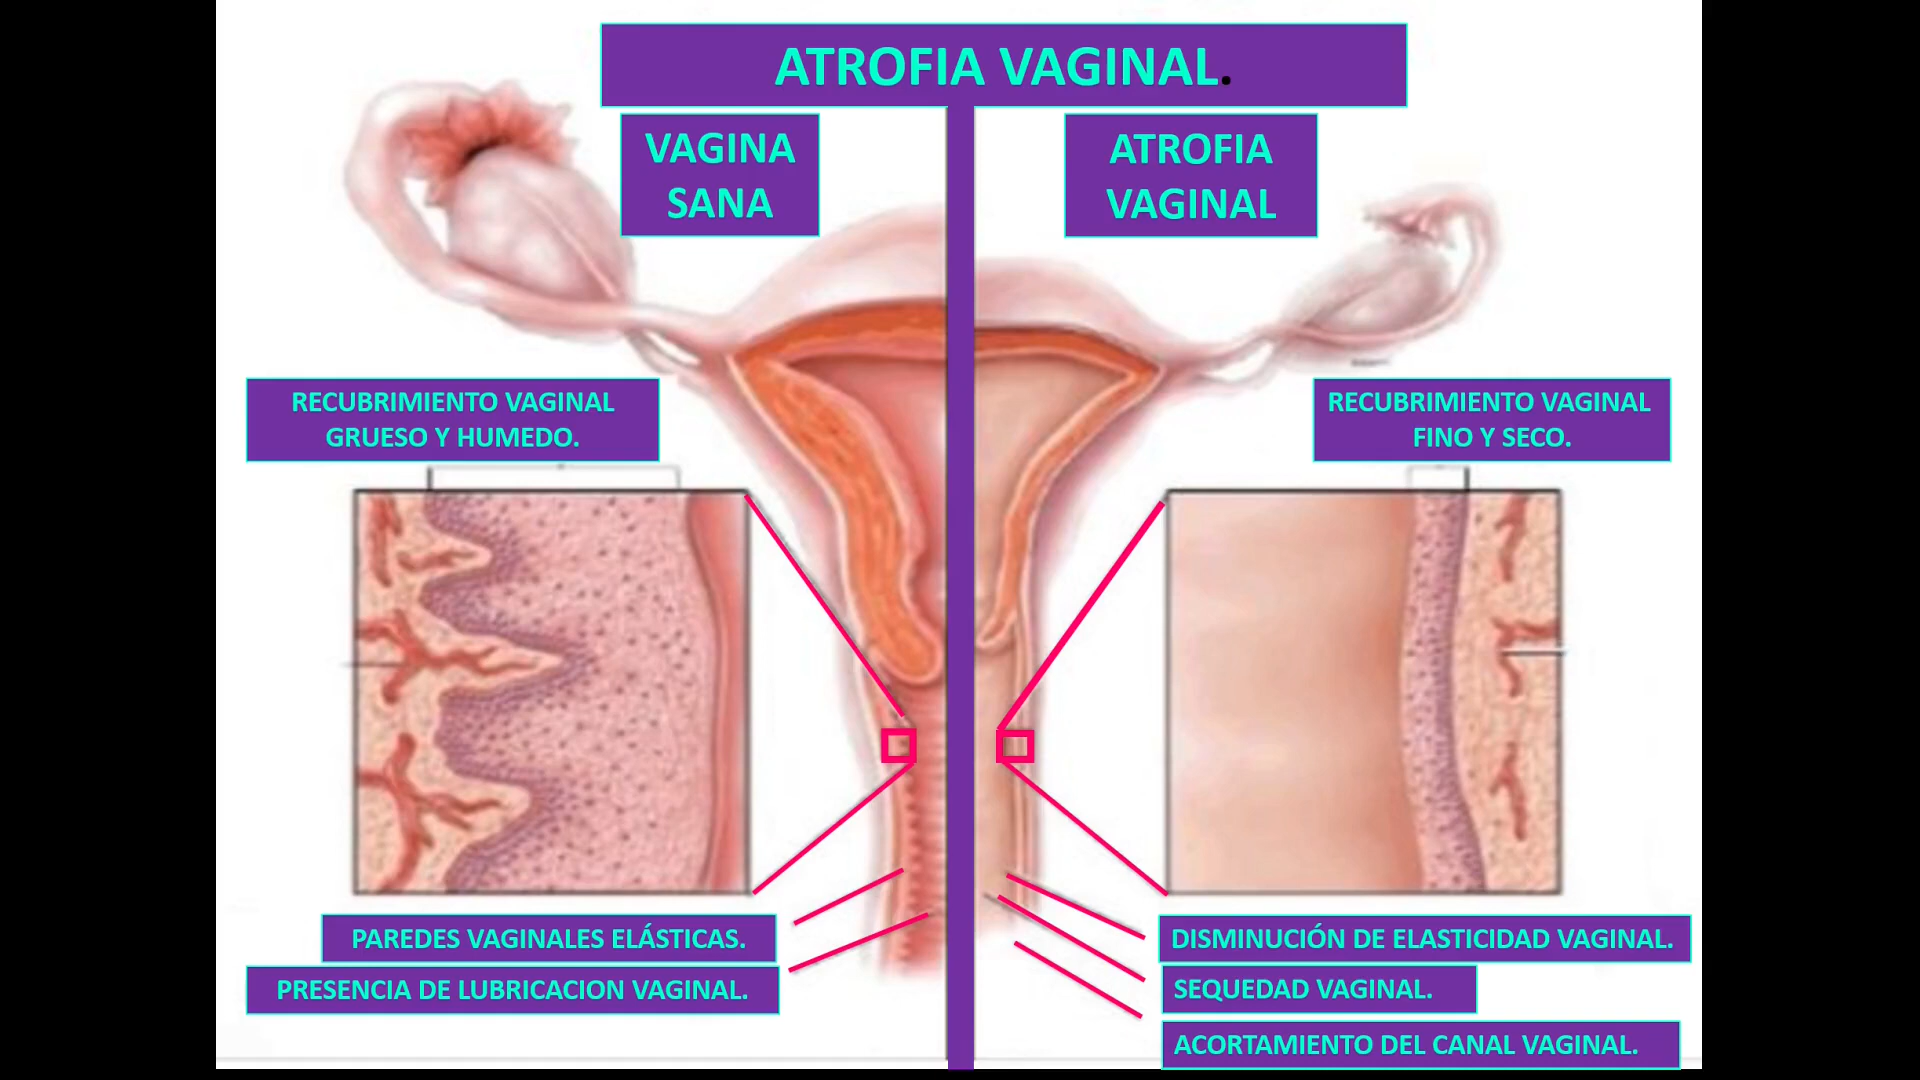 ATROFIA VAGINAL.
VAGINA
SANA
ATROFIA
VAGINAL
RECUBRIMIENTO VAGINAL
GRUESO Y HUMEDO.
RECUBRIMIENTO VAGINAL
FINO Y SECO.
PAREDES VAGINALES ELÁSTICAS.
PRESENCIA DE LUBRICACION VAGINAL.
DISMINUCIÓN DE ELASTICIDAD VAGINAL.
SEQUEDAD VAGINAL.
ACORTAMIENTO DEL CANAL VAGINAL.